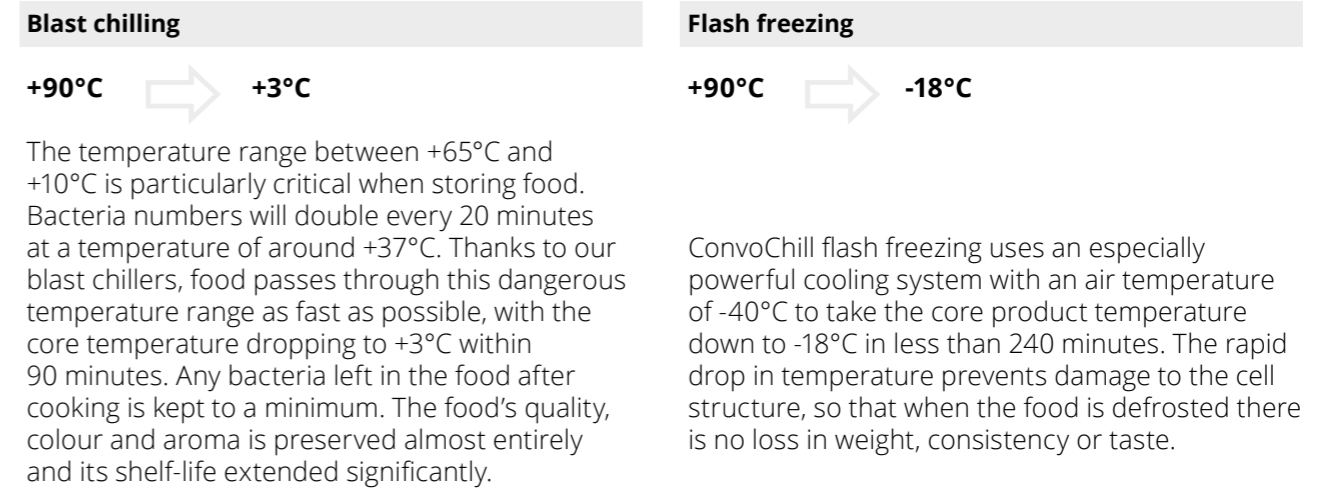 Blast chilling
+90°C +3°C
The temperature range between +65°C and
+10°C is particularly critical when storing food.
Bacteria numbers will double every 20 minutes
at a temperature of around +37°C. Thanks to our
blast chillers, food passes through this dangerous
temperature range as fast as possible, with the
core temperature dropping to +3°C within
90 minutes. Any bacteria left in the food after
cooking is kept to a minimum. The food’s quality,
colour and aroma is preserved almost entirely
and its shelf-life extended significantly.
Flash freezing
+90°C -18°C
ConvoChill flash freezing uses an especially
powerful cooling system with an air temperature
of -40°C to take the core product temperature
down to -18°C in less than 240 minutes. The rapid
drop in temperature prevents damage to the cell
structure, so that when the food is defrosted there
is no loss in weight, consistency or taste.